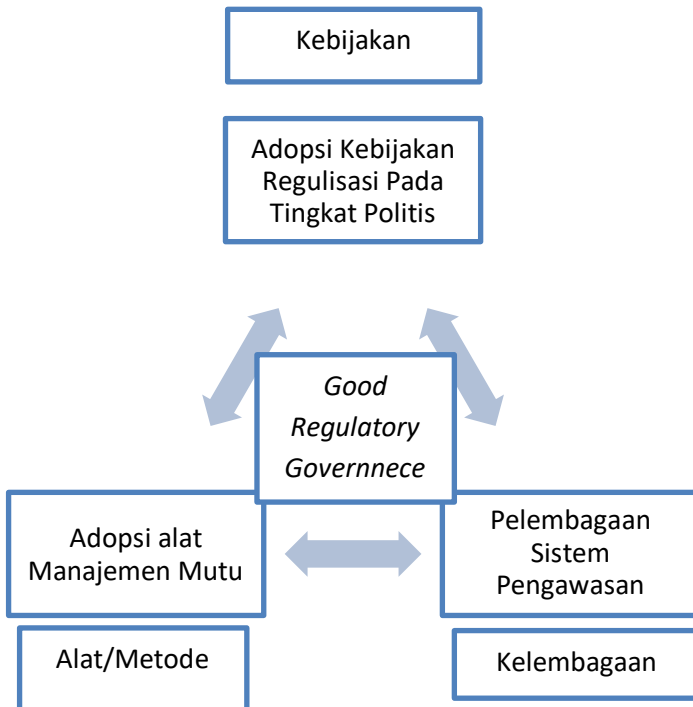 Kebijakan
Adopsi Kebijakan
Regulisasi Pada
Tingkat Politis
Good
Regulatory
Governnece
Adopsi alat
Manajemen Mutu
Pelembagaan
Sistem
Pengawasan
Alat/Metode
Kelembagaan